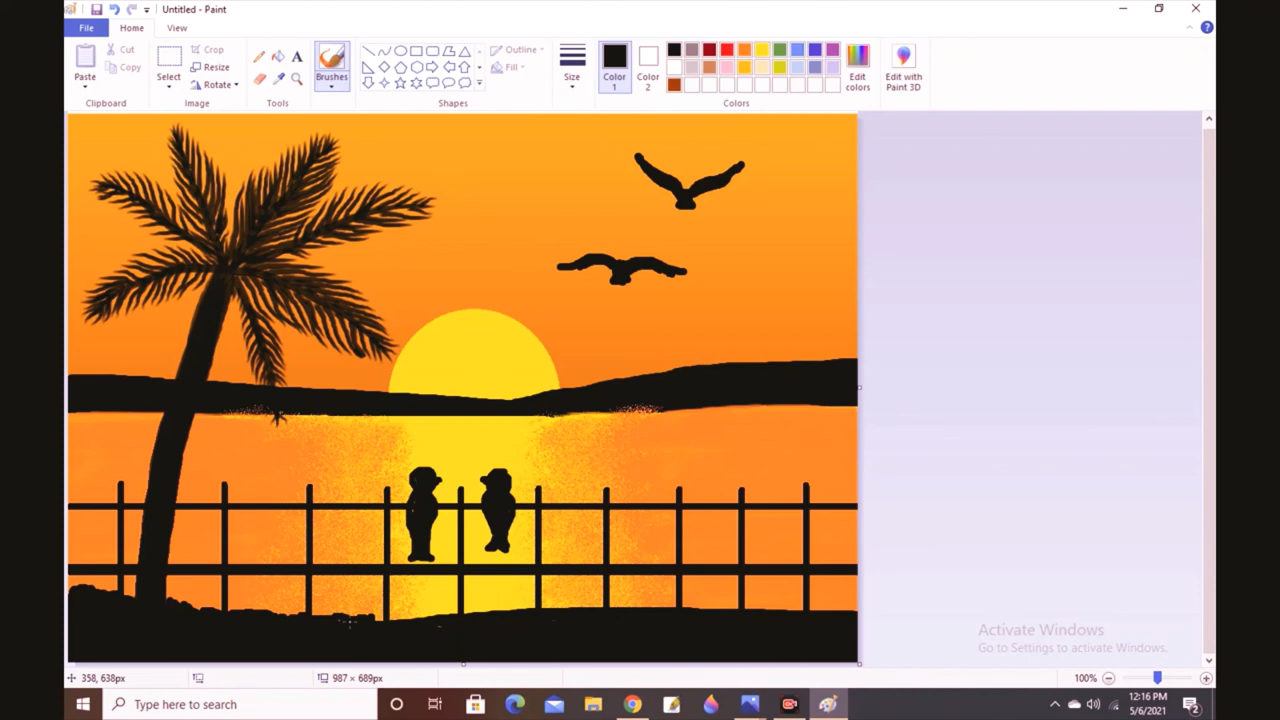 Untitled - Paint
File Home View
Paste
Cut
Copy
Clipboard
Select
Crop
Resize
Rotate
Image
A
Tools
Brushes
Outline
Fill
Shapes
Size
Color 1
Color 2
Edit colors
Colors
Edit with Paint 3D
Activate Windows
Go to Settings to activate Windows.
358, 638px
987 × 689px
100%
Type here to search
12:16 PM
5/6/2021
2